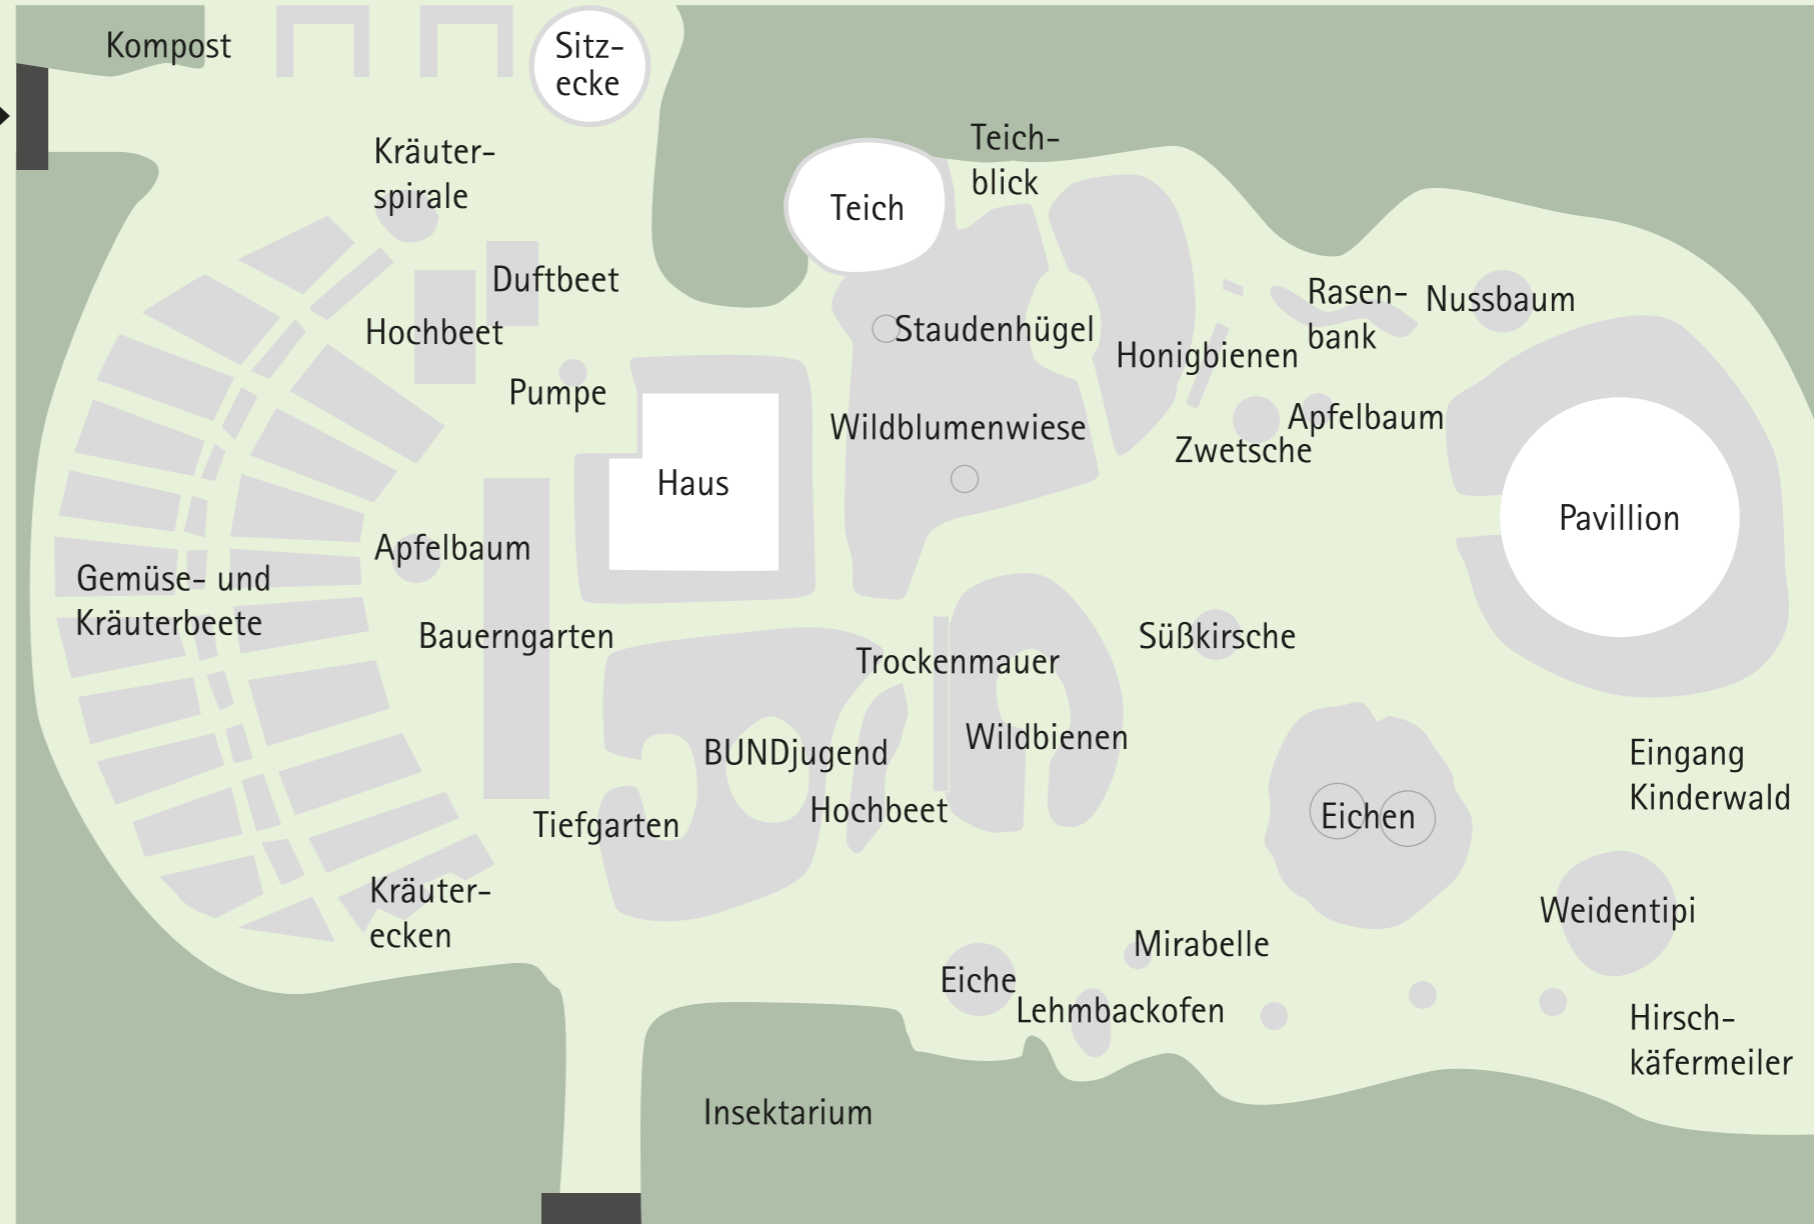 Kompost
Sitz-
ecke
Kräuter-
spirale
Teich-
blick
Teich
Duftbeet
Hochbeet
Pumpe
Staudenhügel
Rasen-
bank
Nussbaum
Honigbienen
Wildblumenwiese
Apfelbaum
Zwetsche
Haus
Pavillion
Apfelbaum
Gemüse- und
Kräuterbeete
Bauerngarten
Trockenmauer
Süßkirsche
BUNDjugend
Wildbienen
Eingang
Kinderwald
Tiefgarten
Hochbeet
Eichen
Kräuter-
ecken
Weidentipi
Mirabelle
Eiche
Lehmbackofen
Hirsch-
käfermeiler
Insektarium